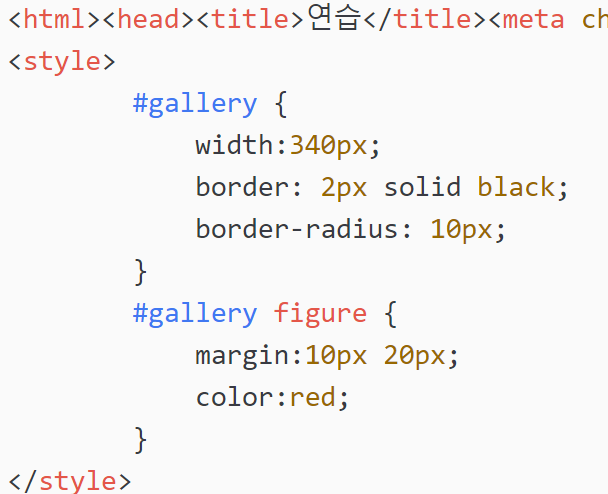 <html><head><title>연습</title><meta ch
<style>
#gallery {
width:340px;
border: 2px solid black;
border-radius: 10px;
}
#gallery figure {
margin:10px 20px;
color:red;
}
</style>